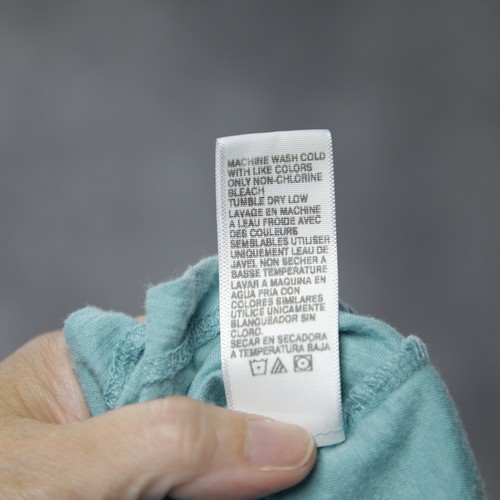 MACHINE WASH COLD
WITH LIKE COLORS
ONLY NON-CHLORINE
BLEACH
TUMBLE DRY LOW
LAVAGE EN MACHINE
A LEAU FROIDE AVEC
DES COULEURS
SEMBLABLES UTILISER
UNIQUEMENT LEAU DE
JAVEL NON SECHER A
BASSE TEMPERATURE
LAVAR A MAQUINA EN
AGUA FRIA CON
COLORES SIMILARES
UTILICE UNICAMENTE
BLANQUEADOR SIN
CLORO.
SECAR EN SECADORA
A TEMPERATURA BAJA